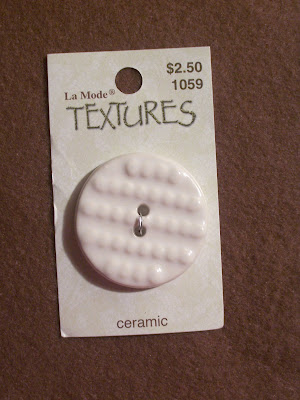 $2.50
1059
La Mode®
TEXTURES
ceramic